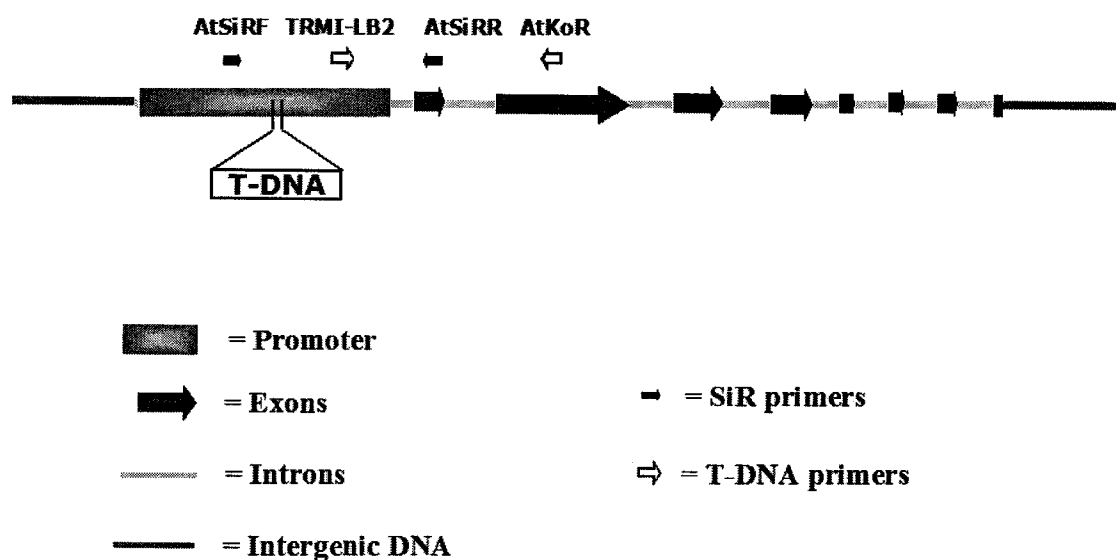 AtSiRF TRMI-LB2 AtSiRR AtKoR
T-DNA
= Promoter
= Exons
= SiR primers
= Introns
= T-DNA primers
= Intergenic DNA